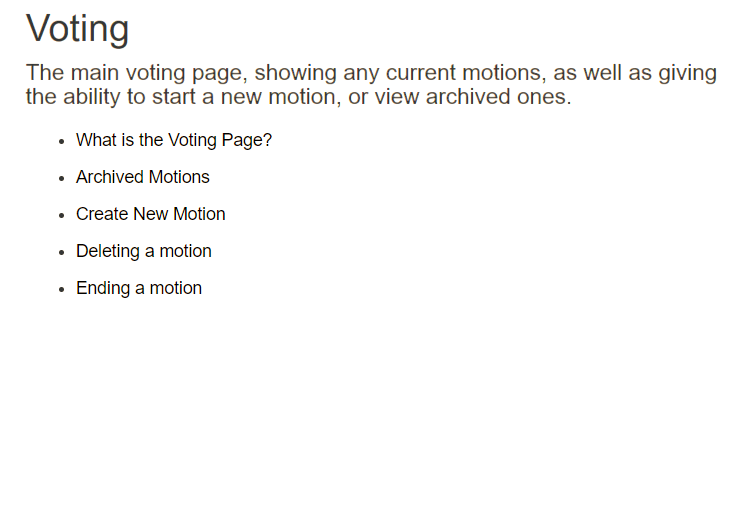 Voting
The main voting page, showing any current motions, as well as giving
the ability to start a new motion, or view archived ones.
What is the Voting Page?
Archived Motions
Create New Motion
Deleting a motion
Ending a motion